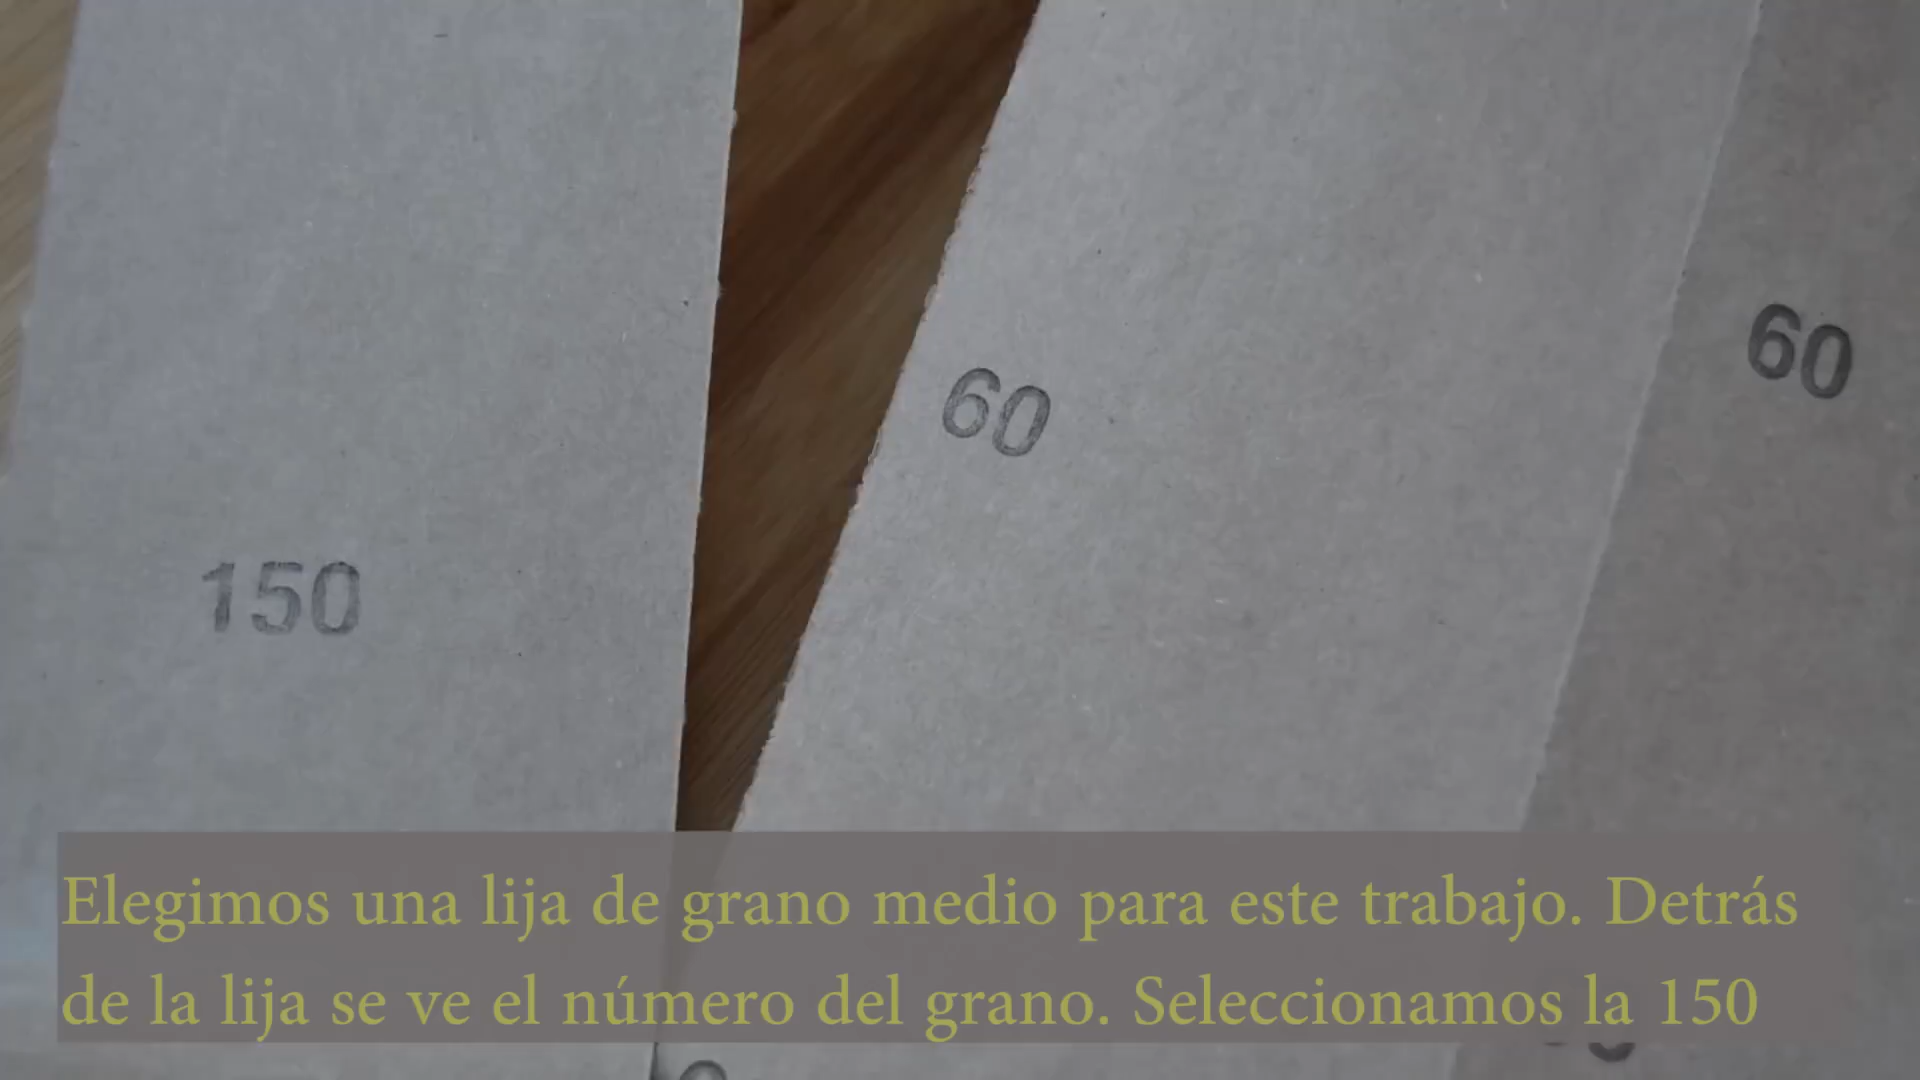 60
60
150
Elegimos una lija de grano medio para este trabajo. Detrás
de la lija se ve el número del grano. Seleccionamos la 150